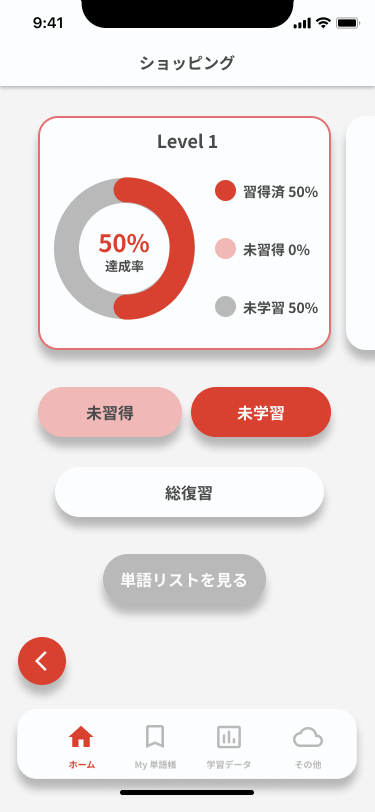 9:41
ショッピング
Level 1
50%
達成率
習得済 50%
未習得 0%
未学習 50%
未習得
未学習
総復習
単語リストを見る
ホーム
My 単語帳
学習データ
その他